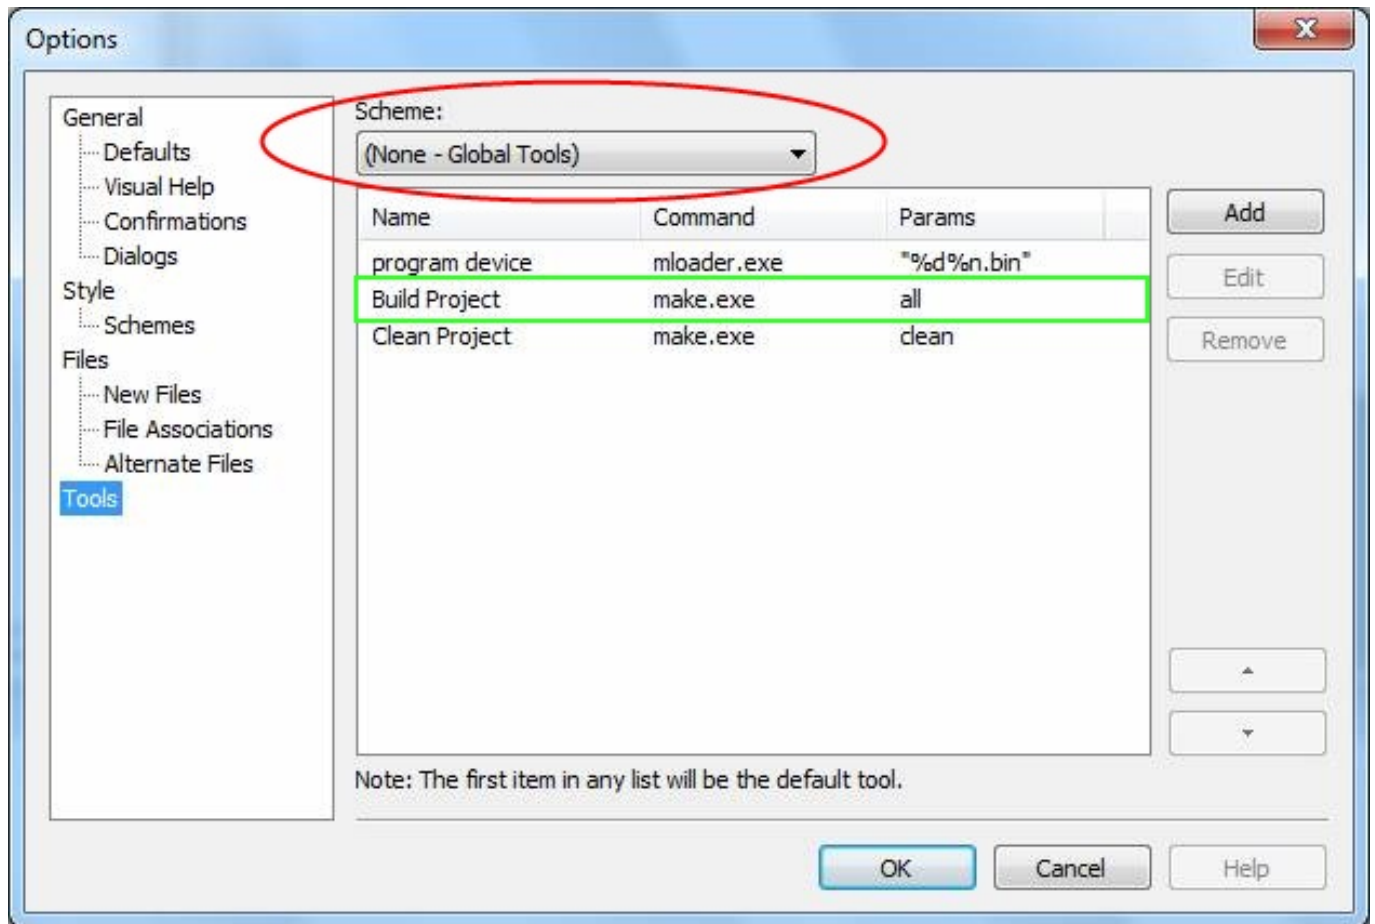 Options
General
Defaults
Visual Help
Confirmations
Dialogs
Style
Schemes
Files
New Files
File Associations
Alternate Files
Tools
Scheme:
(None - Global Tools)
Name Command Params
program device mloader.exe "%d%n.bin"
Build Project make.exe all
Clean Project make.exe clean
Add
Edit
Remove
Note: The first item in any list will be the default tool.
OK Cancel Help